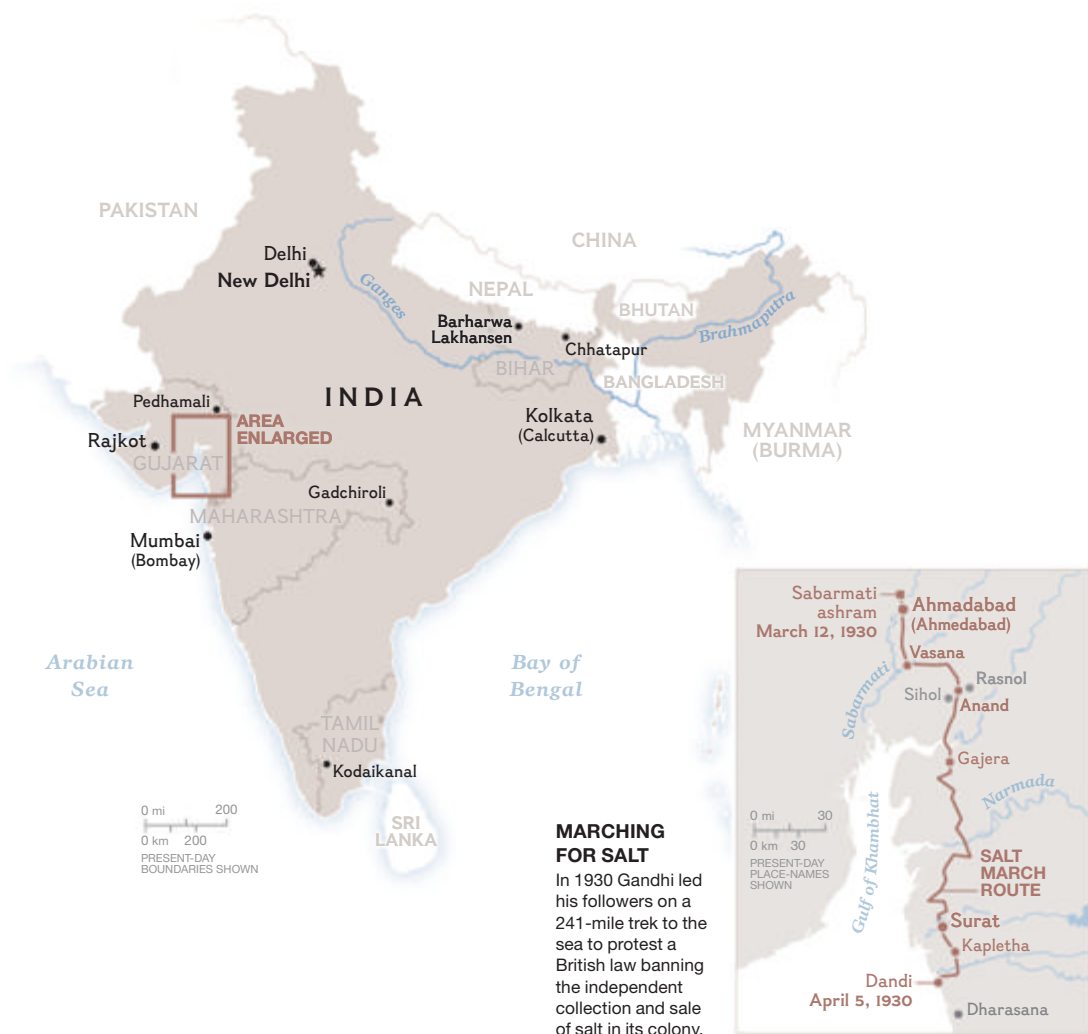 PAKISTAN
CHINA
Delhi
New Delhi
Ganges
NEPAL
BHUTAN
Brahmaputra
Barharwa
Lakhansen
Chhatapur
BIHAR
BANGLADESH
INDIA
Pedhamali
AREA
ENLARGED
Rajkot
GUJARAT
Kolkata
(Calcutta)
MYANMAR
(BURMA)
Gadchiroli
MAHARASHTRA
Mumbai
(Bombay)
Arabian
Sea
Bay of
Bengal
TAMIL
NADU
Kodaikanal
SRI
LANKA
0 mi 200
0 km 200
PRESENT-DAY
BOUNDARIES SHOWN
MARCHING
FOR SALT
In 1930 Gandhi led
his followers on a
241-mile trek to the
sea to protest a
British law banning
the independent
collection and sale
of salt in its colony.
Sabarmati
ashram
March 12, 1930
Ahmadabad
(Ahmedabad)
Vasana
Sabarmati
Rasnol
Sihol
Anand
Gajera
Narmada
0 mi 30
0 km 30
PRESENT-DAY
PLACE-NAMES
SHOWN
Gulf of Khambhat
SALT
MARCH
ROUTE
Surat
Kapletha
Dandi
April 5, 1930
Dharasana